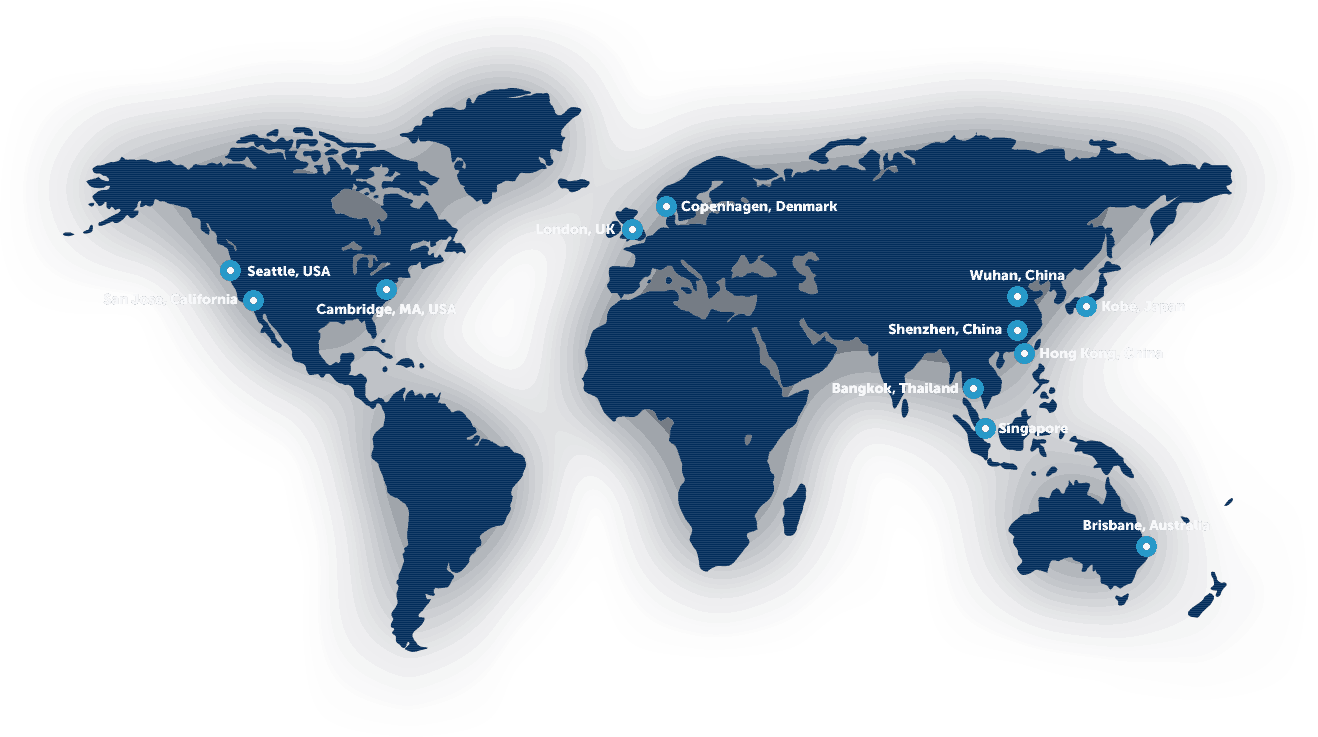 Copenhagen, Denmark
London, UK
Seattle, USA
Wuhan, China
Cambridge, MA, USA
San Jose, California
Kobe, Japan
Shenzhen, China
Hong Kong, China
Bangkok, Thailand
Singapore
Brisbane, Australia